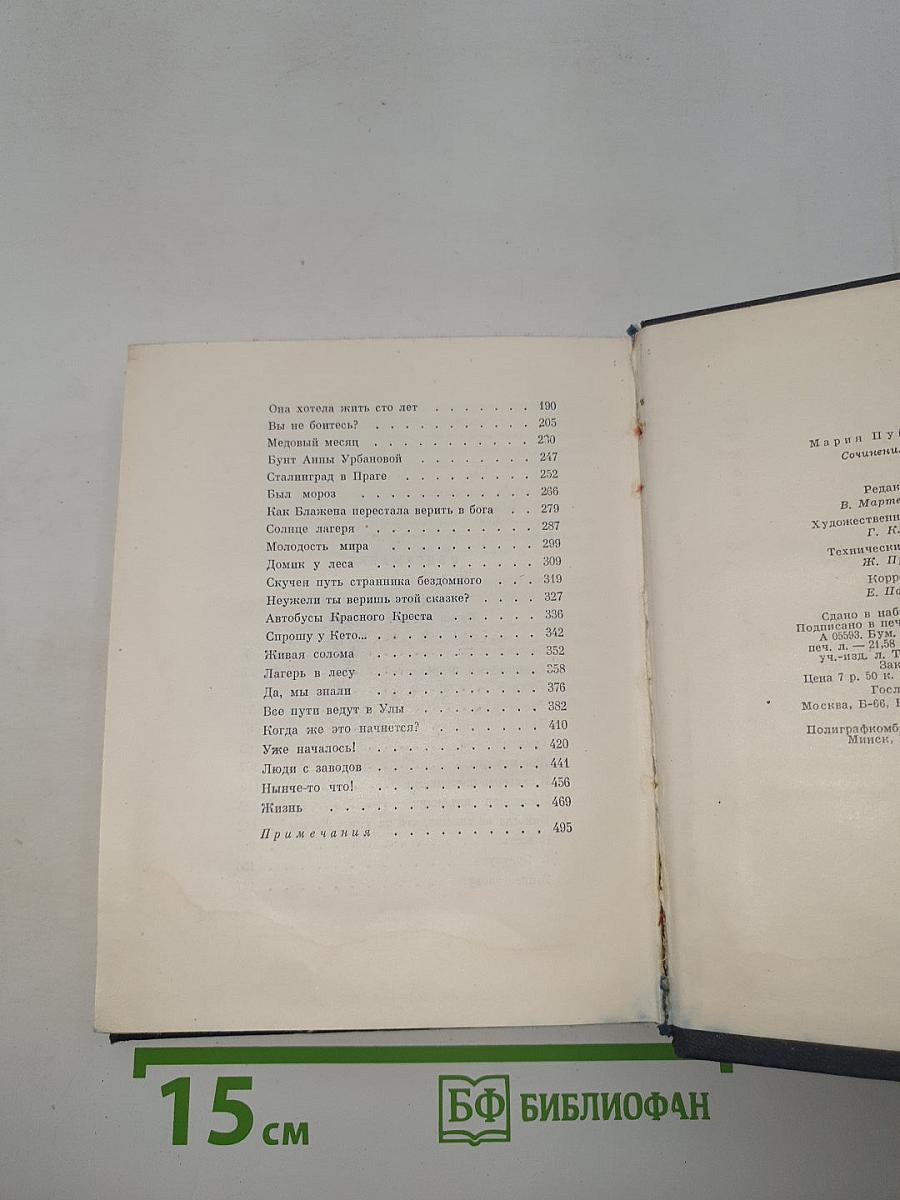 Она хотела жить сто лет . . . . . . . 190
Вы не боитесь? . . . . . . . . . . . 205
Медовый месяц . . . . . . . . . . . 230
Бунт Анны Урбановой . . . . . . . . 247
Сталинград в Праге . . . . . . . . . 252
Был мороз . . . . . . . . . . . . 266
Как Блажена перестала верить в бога . . 279
Солнце лагеря . . . . . . . . . . . 287
Молодость мира . . . . . . . . . . 299
Домик у леса . . . . . . . . . . . 309
Скучен путь странника бездомного . . . 319
Неужели ты веришь этой сказке? . . . . 327
Автобусы Красного Креста . . . . . . 336
Спрошу у Кето... . . . . . . . . . . . 342
Живая солома . . . . . . . . . . . 352
Лагерь в лесу . . . . . . . . . . . 358
Да, мы знали . . . . . . . . . . . 376
Все пути ведут в Улы . . . . . . . . 382
Когда же это начнется? . . . . . . . 410
Уже началось! . . . . . . . . . . . 420
Люди с заводов . . . . . . . . . . . 441
Нынче-то что! . . . . . . . . . . . 456
Жизнь . . . . . . . . . . . . . . 469
Примечания . . . . . . . . . . 495
Мария Пу
Сочинени
Редак
В. Марте
Художественн
Г. К
Технически
Ж. Пр
Корр
Е. Па
Сдано в наб
Подписано в печ
А 05593. Бум.
печ. л. — 21,58
уч.-изд. л. Т
Зак
Цена 7 р. 50 к.
Госл
Москва, Б-66,
Полиграфкомб
Минск,
15 см
БФ БИБЛИОФАН